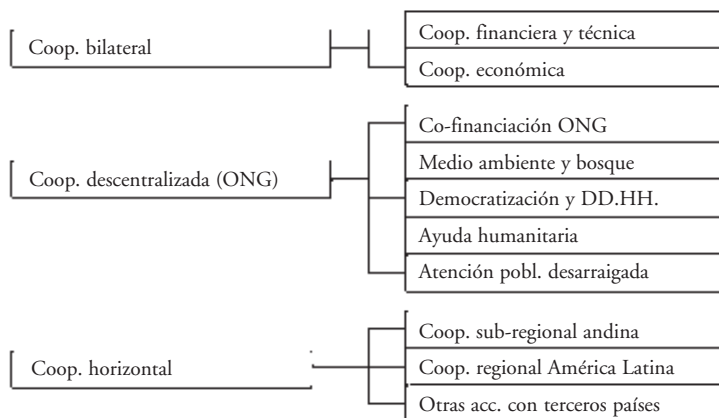 Coop. bilateral
Coop. financiera y técnica
Coop. económica
Coop. descentralizada (ONG)
Co-financiación ONG
Medio ambiente y bosque
Democratización y DD.HH.
Ayuda humanitaria
Atención pobl. desarraigada
Coop. horizontal
Coop. sub-regional andina
Coop. regional América Latina
Otras acc. con terceros países